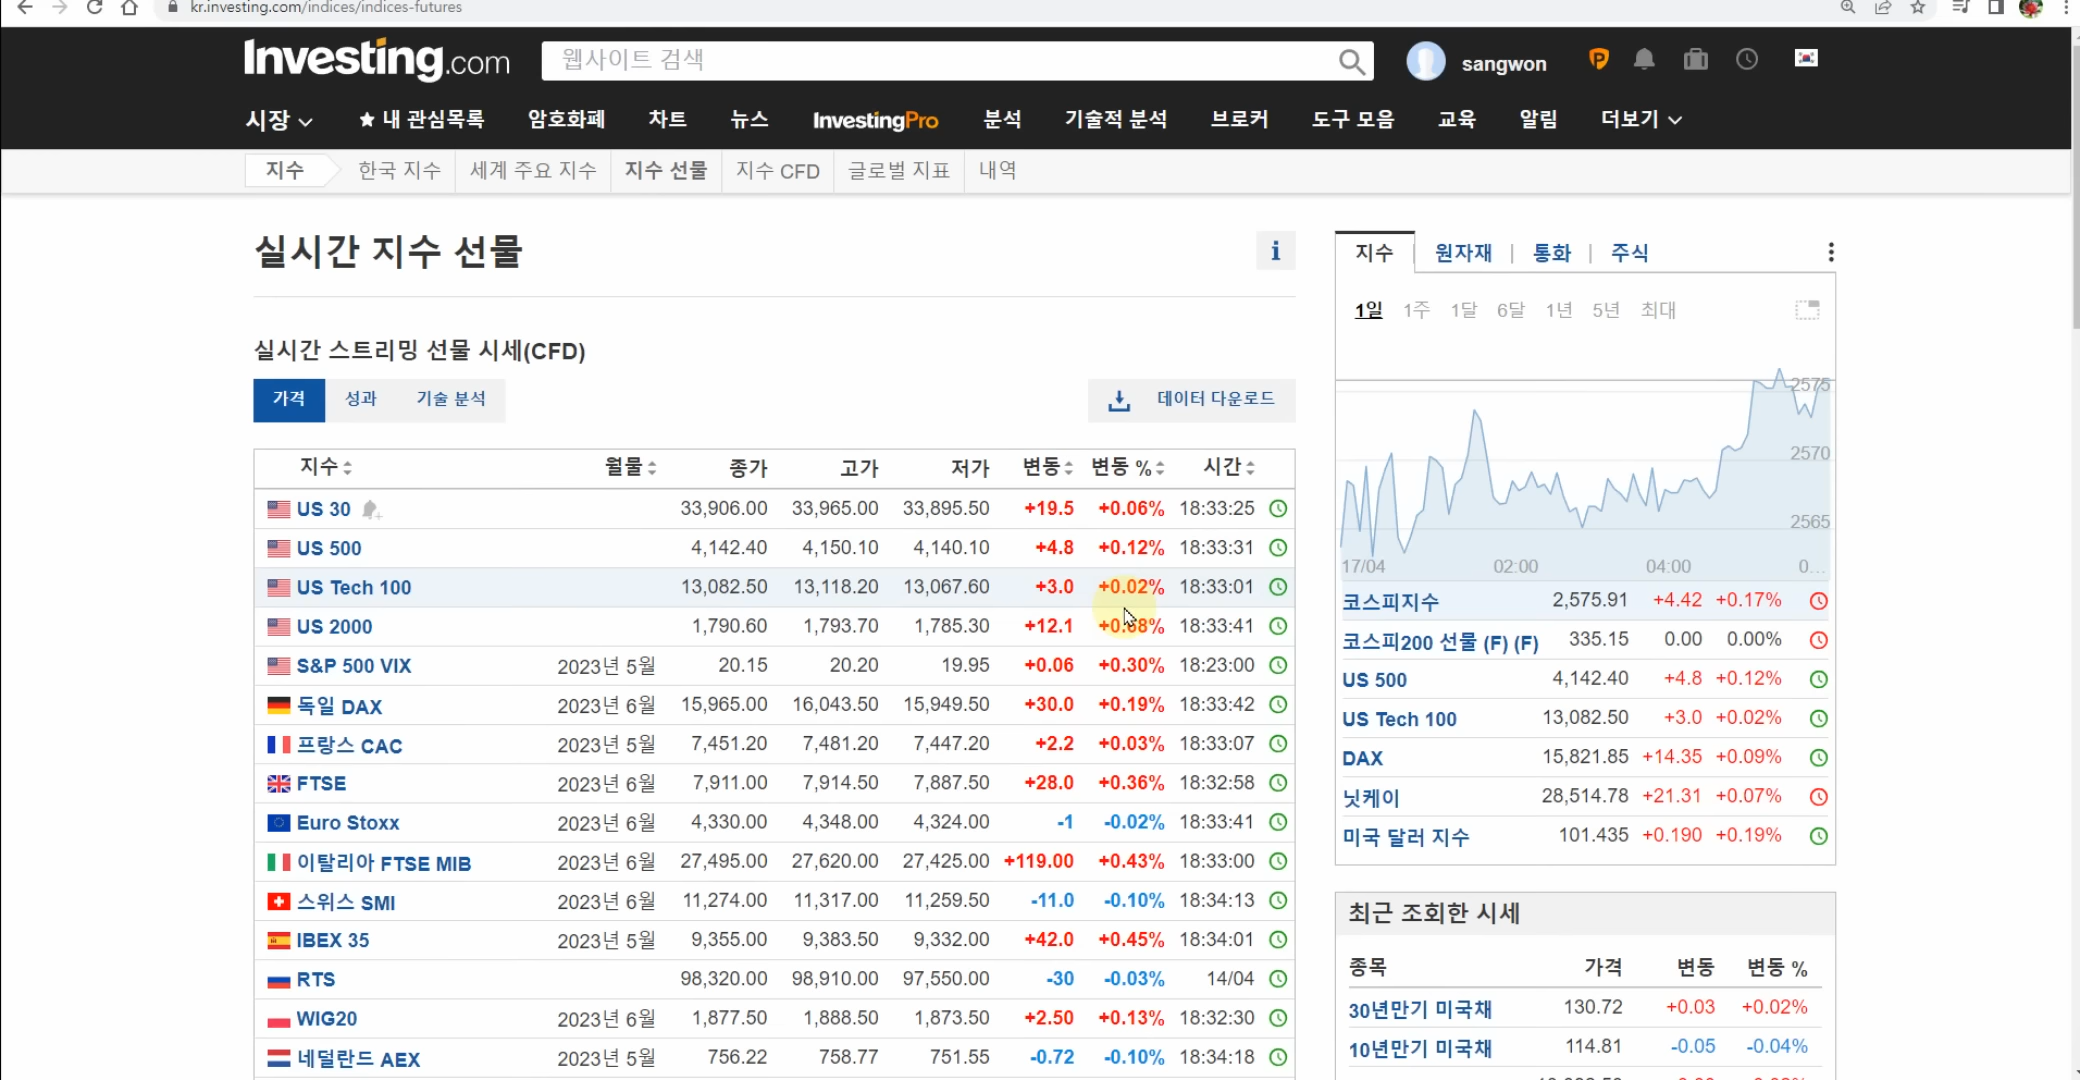 kr.investing.com/indices/indices-futures
Investing.com 웹사이트 검색 sangwon
시장 ★ 내 관심목록 암호화폐 차트 뉴스 InvestingPro 분석 기술적 분석 브로커 도구 모음 교육 알림 더보기
지수 한국 지수 세계 주요 지수 지수 선물 지수 CFD 글로벌 지표 내역
실시간 지수 선물
실시간 스트리밍 선물 시세(CFD)
가격 성과 기술 분석 데이터 다운로드
지수 월물 종가 고가 저가 변동 변동 % 시간
US 30 33,906.00 33,965.00 33,895.50 +19.5 +0.06% 18:33:25
US 500 4,142.40 4,150.10 4,140.10 +4.8 +0.12% 18:33:31
US Tech 100 13,082.50 13,118.20 13,067.60 +3.0 +0.02% 18:33:01
US 2000 1,790.60 1,793.70 1,785.30 +12.1 +0.68% 18:33:41
S&P 500 VIX 2023년 5월 20.15 20.20 19.95 +0.06 +0.30% 18:23:00
독일 DAX 2023년 6월 15,965.00 16,043.50 15,949.50 +30.0 +0.19% 18:33:42
프랑스 CAC 2023년 5월 7,451.20 7,481.20 7,447.20 +2.2 +0.03% 18:33:07
FTSE 2023년 6월 7,911.00 7,914.50 7,887.50 +28.0 +0.36% 18:32:58
Euro Stoxx 2023년 6월 4,330.00 4,348.00 4,324.00 -1 -0.02% 18:33:41
이탈리아 FTSE MIB 2023년 6월 27,495.00 27,620.00 27,425.00 +119.00 +0.43% 18:33:00
스위스 SMI 2023년 6월 11,274.00 11,317.00 11,259.50 -11.0 -0.10% 18:34:13
IBEX 35 2023년 5월 9,355.00 9,383.50 9,332.00 +42.0 +0.45% 18:34:01
RTS 98,320.00 98,910.00 97,550.00 -30 -0.03% 14/04
WIG20 2023년 6월 1,877.50 1,888.50 1,873.50 +2.50 +0.13% 18:32:30
네덜란드 AEX 2023년 5월 756.22 758.77 751.55 -0.72 -0.10% 18:34:18
지수 원자재 통화 주식
1일 1주 1달 6달 1년 5년 최대
2575
2570
2565
17/04 02:00 04:00 0...
코스피지수 2,575.91 +4.42 +0.17%
코스피200 선물 (F) (F) 335.15 0.00 0.00%
US 500 4,142.40 +4.8 +0.12%
US Tech 100 13,082.50 +3.0 +0.02%
DAX 15,821.85 +14.35 +0.09%
닛케이 28,514.78 +21.31 +0.07%
미국 달러 지수 101.435 +0.190 +0.19%
최근 조회한 시세
종목 가격 변동 변동 %
30년만기 미국채 130.72 +0.03 +0.02%
10년만기 미국채 114.81 -0.05 -0.04%